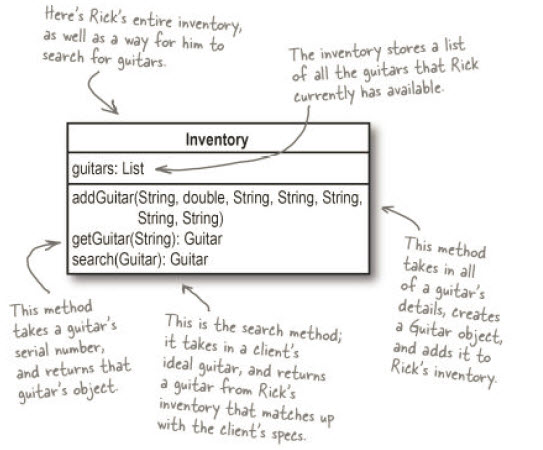 Here's Rick's entire inventory,
as well as a way for him to
search for guitars.
The inventory stores a list
of all the guitars that Rick
currently has available.
Inventory
guitars: List
addGuitar(String, double, String, String, String,
String, String)
getGuitar(String): Guitar
search(Guitar): Guitar
This method
takes a guitar's
serial number,
and returns that
guitar's object.
This is the search method;
it takes in a client's
ideal guitar, and returns
a guitar from Rick's
inventory that matches up
with the client's specs.
This method
takes in all
of a guitar's
details, creates
a Guitar object,
and adds it to
Rick's inventory.